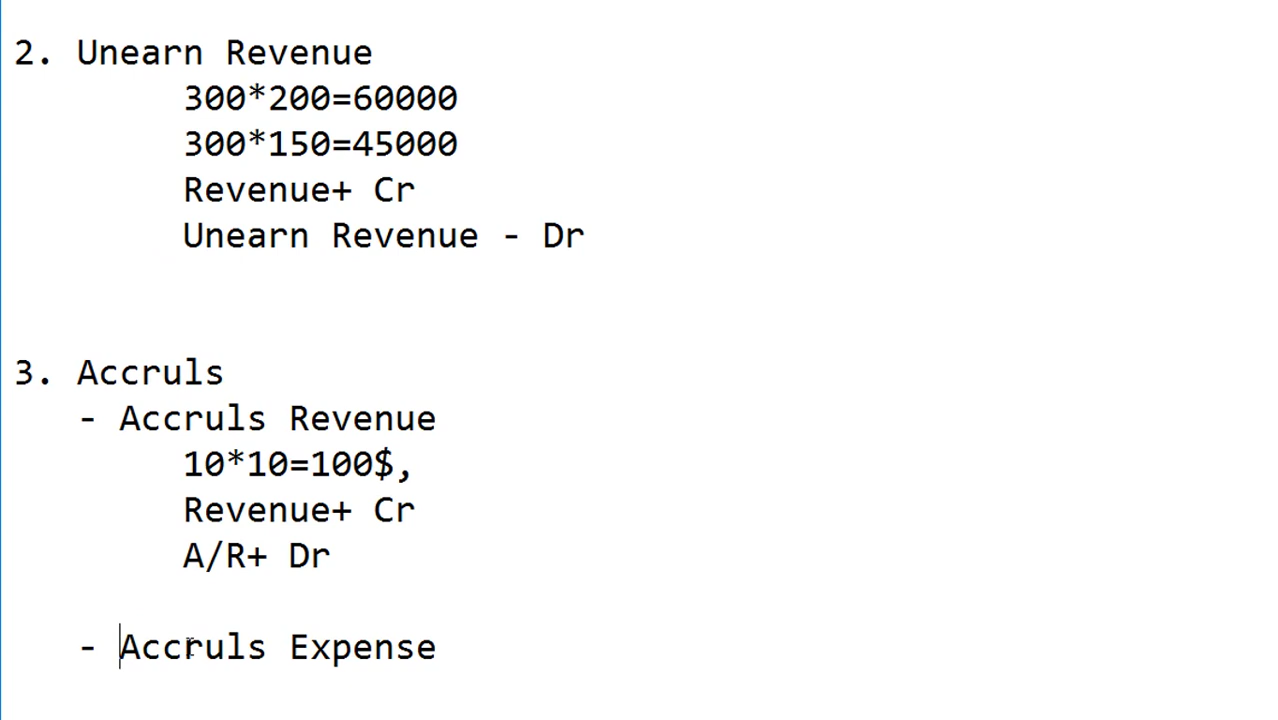 2. Unearn Revenue
300*200=60000
300*150=45000
Revenue+ Cr
Unearn Revenue - Dr
3. Accruls
- Accruls Revenue
10*10=100$,
Revenue+ Cr
A/R+ Dr
- Accruls Expense